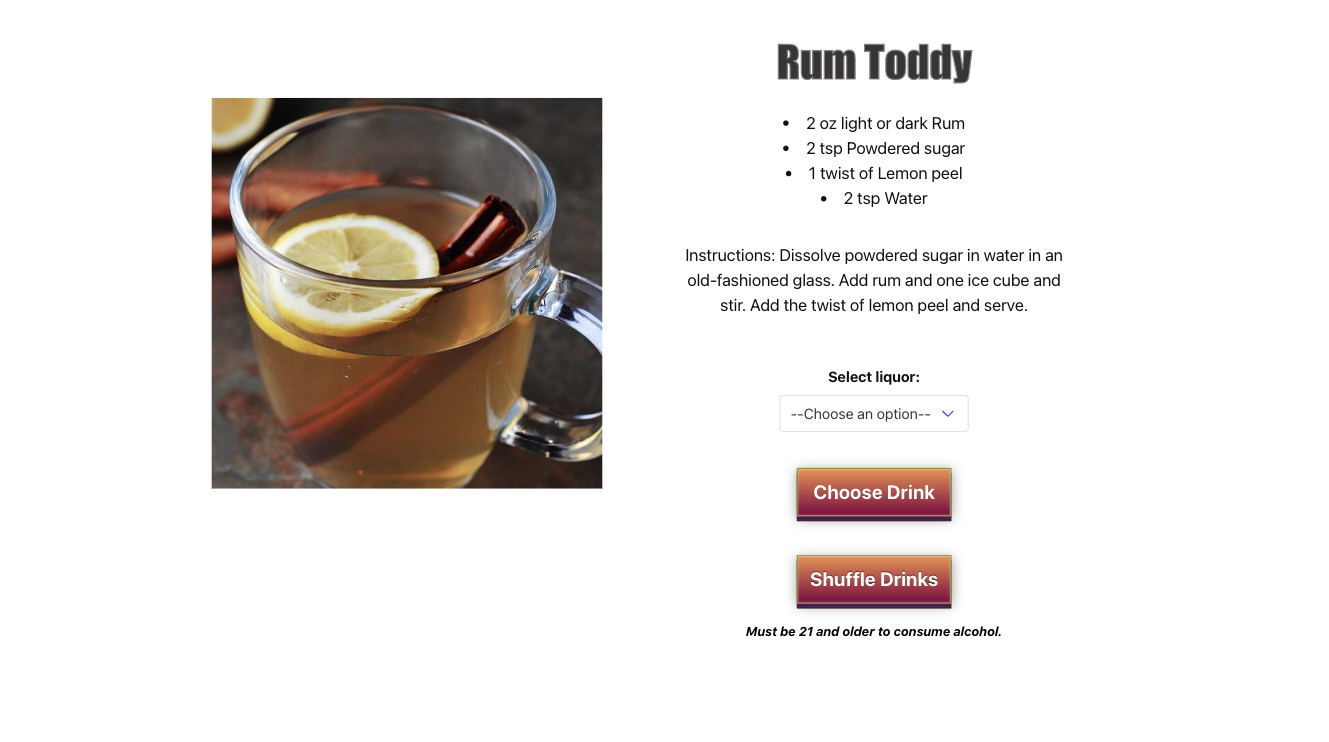 Rum Toddy
• 2 oz light or dark Rum
• 2 tsp Powdered sugar
• 1 twist of Lemon peel
• 2 tsp Water
Instructions: Dissolve powdered sugar in water in an
old-fashioned glass. Add rum and one ice cube and
stir. Add the twist of lemon peel and serve.
Select liquor:
--Choose an option--
Choose Drink
Shuffle Drinks
Must be 21 and older to consume alcohol.